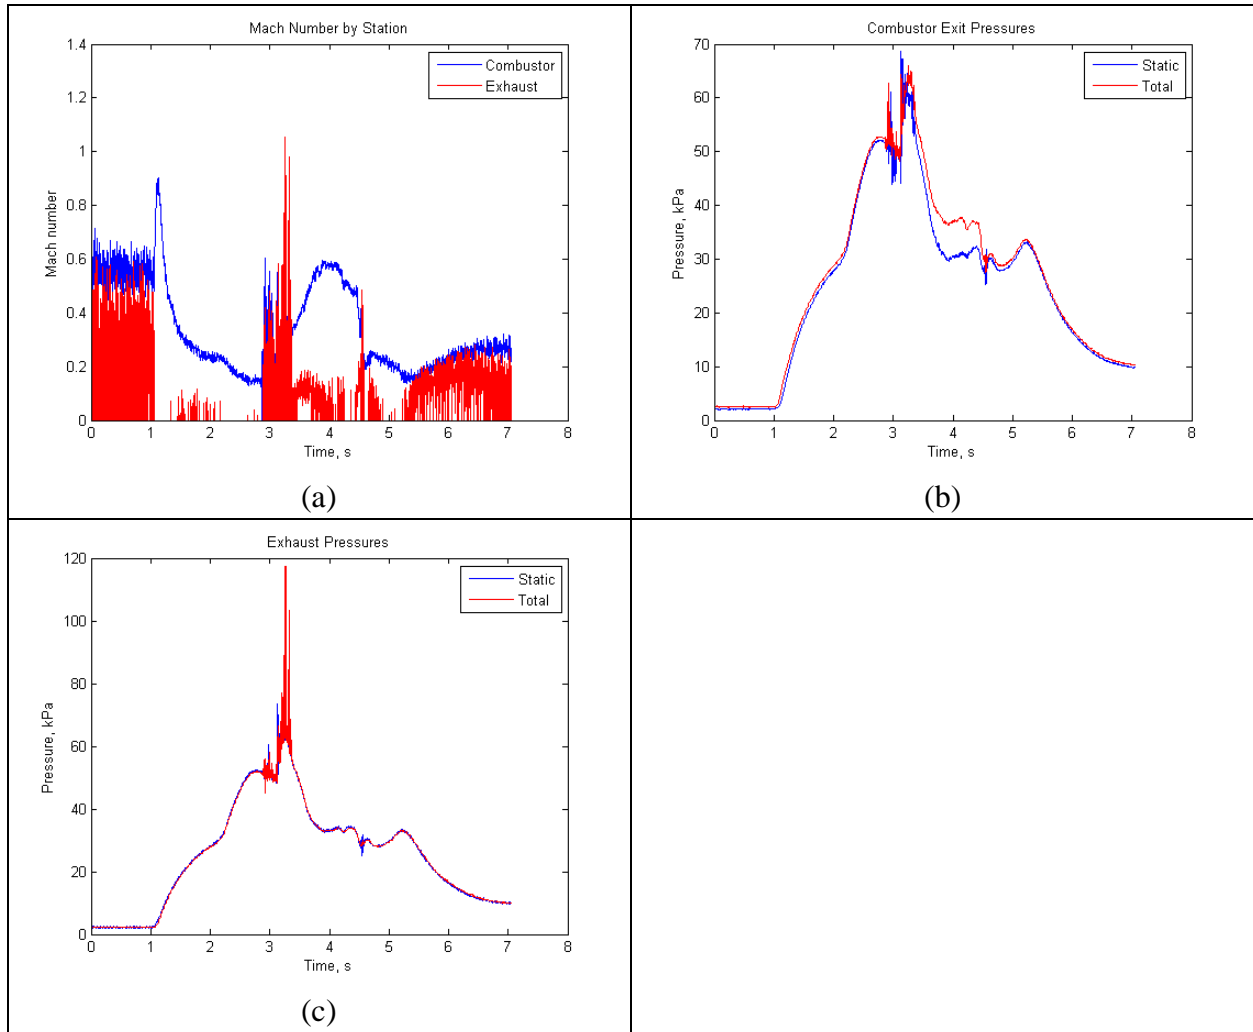 Mach Number by Station
1.4
1.2
1
0.8
0.6
0.4
0.2
0
Mach number
Combustor
Exhaust
0 1 2 3 4 5 6 7 8
Time, s
(a)
Combustor Exit Pressures
70
60
50
40
30
20
10
0
Pressure, kPa
Static
Total
0 1 2 3 4 5 6 7 8
Time, s
(b)
Exhaust Pressures
120
100
80
60
40
20
0
Pressure, kPa
Static
Total
0 1 2 3 4 5 6 7 8
Time, s
(c)